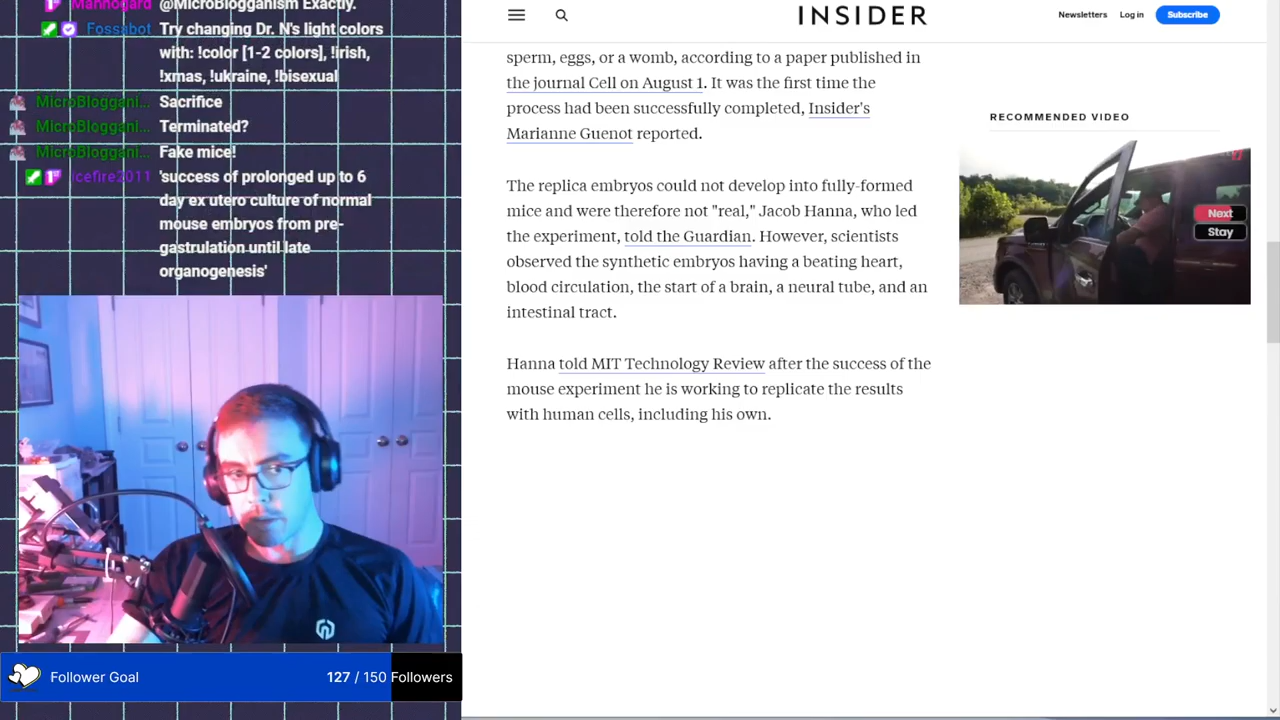 Mannogard @MicroBlogganism Exactly.
Fossabot Try changing Dr. N's light colors
with: !color [1-2 colors], !irish,
!xmas, !ukraine, !bisexual
MicroBloggani... Sacrifice
MicroBloggani... Terminated?
MicroBloggani... Fake mice!
icefire2011 'success of prolonged up to 6
day ex utero culture of normal
mouse embryos from pre-
gastrulation until late
organogenesis'
Follower Goal 127 / 150 Followers
INSIDER
Newsletters Log in Subscribe
sperm, eggs, or a womb, according to a paper published in
the journal Cell on August 1. It was the first time the
process had been successfully completed, Insider's
Marianne Guenot reported.
The replica embryos could not develop into fully-formed
mice and were therefore not "real," Jacob Hanna, who led
the experiment, told the Guardian. However, scientists
observed the synthetic embryos having a beating heart,
blood circulation, the start of a brain, a neural tube, and an
intestinal tract.
Hanna told MIT Technology Review after the success of the
mouse experiment he is working to replicate the results
with human cells, including his own.
RECOMMENDED VIDEO
Next
Stay